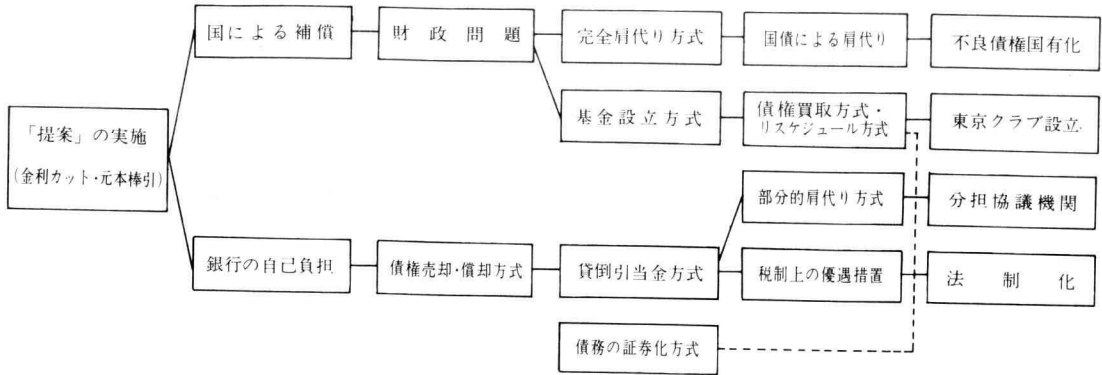 国による補償
財政問題
完全肩代り方式
国債による肩代り
不良債権国有化
「提案」の実施
(金利カット・元本棒引)
基金設立方式
債権買取方式・
リスケジュール方式
東京クラブ設立
部分的肩代り方式
分担協議機関
銀行の自己負担
債権売却・償却方式
貸倒引当金方式
税制上の優遇措置
法制化
債務の証券化方式